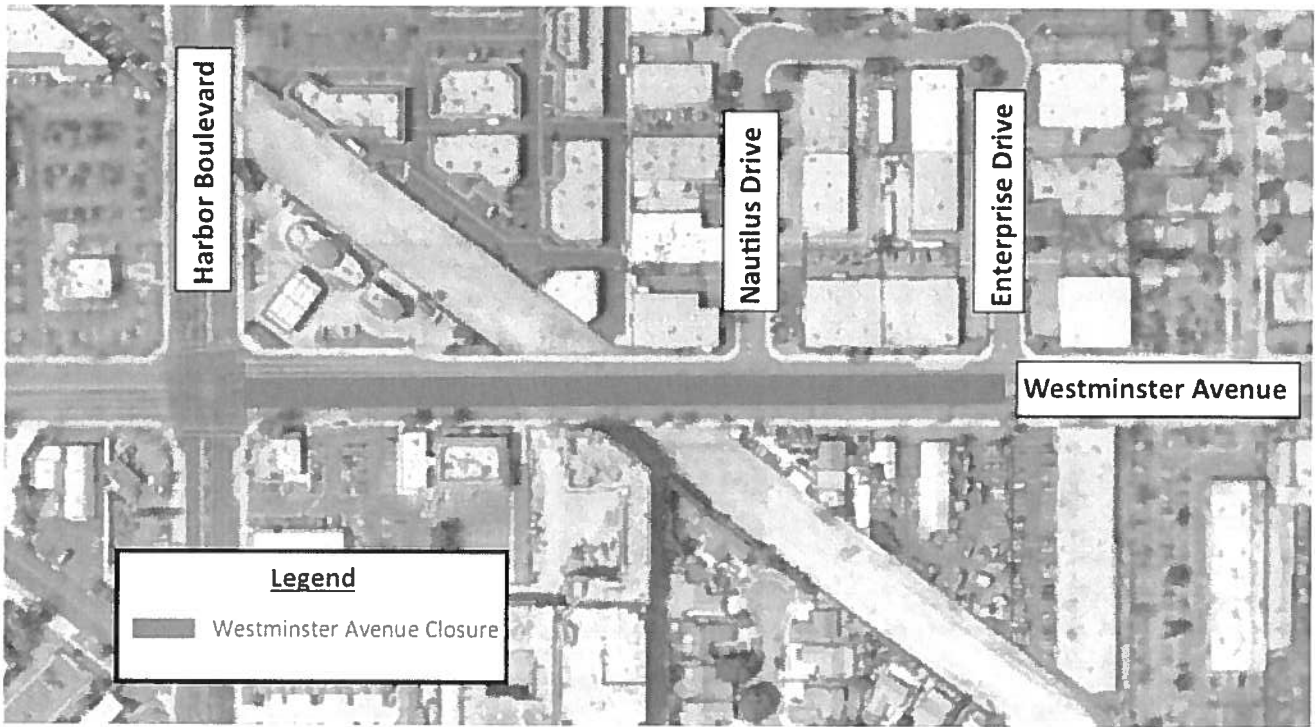 Harbor Boulevard
Nautilus Drive
Enterprise Drive
Westminster Avenue
Legend
Westminster Avenue Closure